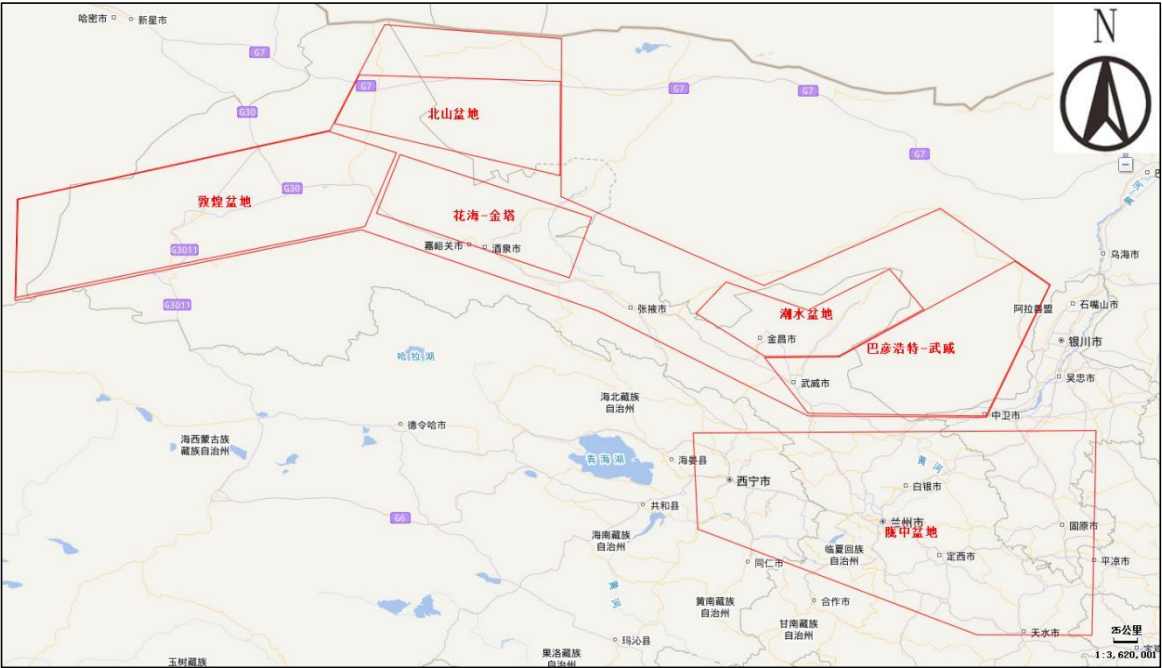 哈密市
新星市
N
G7
G7
G7
G7
G30
北山盆地
G7
G30
敦煌盆地
花海-金塔
黄河
嘉峪关市
酒泉市
G3011
乌海市
G3011
张掖市
潮水盆地
阿拉善盟
石嘴山市
金昌市
巴彦浩特-武威
银川市
哈拉湖
武威市
吴忠市
海北藏族
自治州
中卫市
德令哈市
海西蒙古族
藏族自治州
青海湖
海晏县
黄河
西宁市
白银市
共和县
G6
兰州市
陇中盆地
固原市
海南藏族
自治州
临夏回族
自治州
定西市
平凉市
同仁市
黄河
黄南藏族
自治州
合作市
甘南藏族
自治州
天水市
25公里
玛沁县
果洛藏族
自治州
玉树藏族
1:3,620,001